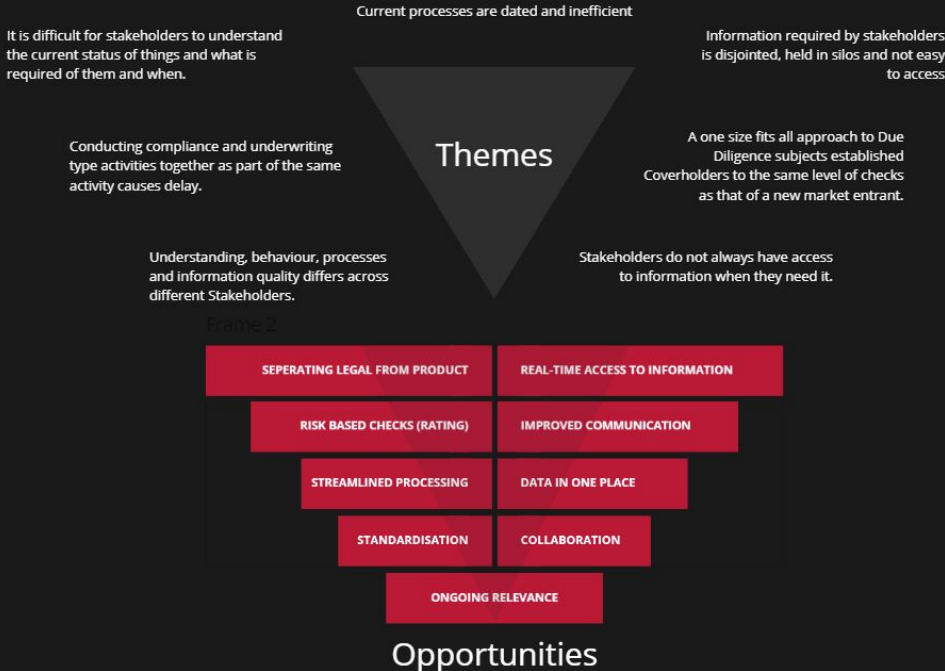 Current processes are dated and inefficient
It is difficult for stakeholders to understand
the current status of things and what is
required of them and when.
Information required by stakeholders
is disjointed, held in silos and not easy
to access
Conducting compliance and underwriting
type activities together as part of the same
activity causes delay.
Themes
A one size fits all approach to Due
Diligence subjects established
Coverholders to the same level of checks
as that of a new market entrant.
Understanding, behaviour, processes
and information quality differs across
different Stakeholders.
Stakeholders do not always have access
to information when they need it.
Frame 2
SEPERATING LEGAL FROM PRODUCT
REAL-TIME ACCESS TO INFORMATION
RISK BASED CHECKS (RATING)
IMPROVED COMMUNICATION
STREAMLINED PROCESSING
DATA IN ONE PLACE
STANDARDISATION
COLLABORATION
ONGOING RELEVANCE
Opportunities